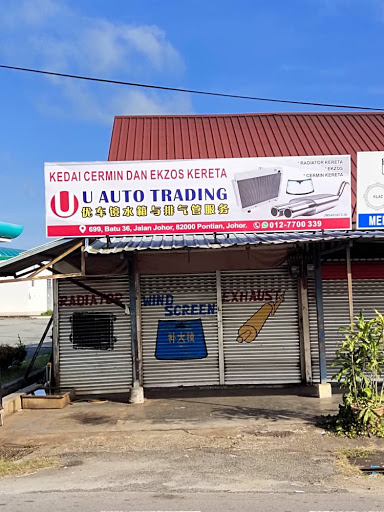 KEDAI CERMIN DAN EKZOS KERETA
U U AUTO TRADING
优车镜水箱与排气管服务
699, Batu 36, Jalan Johor, 82000 Pontian, Johor.
* RADIATOR KERETA
* EKZOS
* CERMIN KERETA
012-7700 339
RADIATOR
WIND
SCREEN
EXHAUST
补大镜